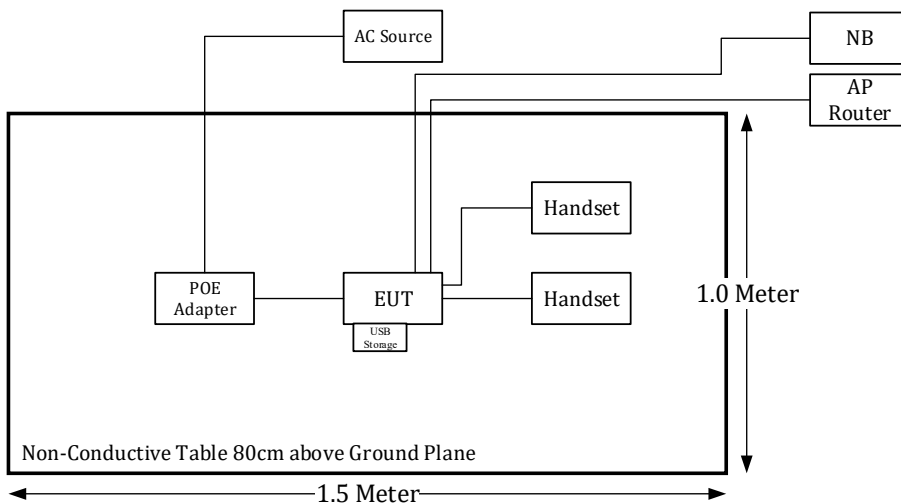 AC Source
NB
AP
Router
Handset
POE
Adapter
EUT
Handset
USB
Storage
1.0 Meter
Non-Conductive Table 80cm above Ground Plane
1.5 Meter